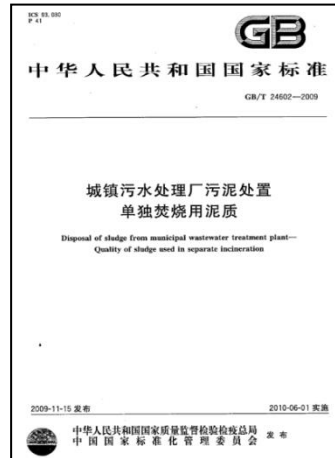 ICS 03.030
P 41
GB
中华人民共和国国家标准
GB/T 24602—2009
城镇污水处理厂污泥处置
单独焚烧用泥质
Disposal of sludge from municipal wastewater treatment plant—
Quality of sludge used in separate incineration
2009-11-15 发布
2010-06-01 实施
中华人民共和国国家质量监督检验检疫总局
中国国家标准化管理委员会
发布